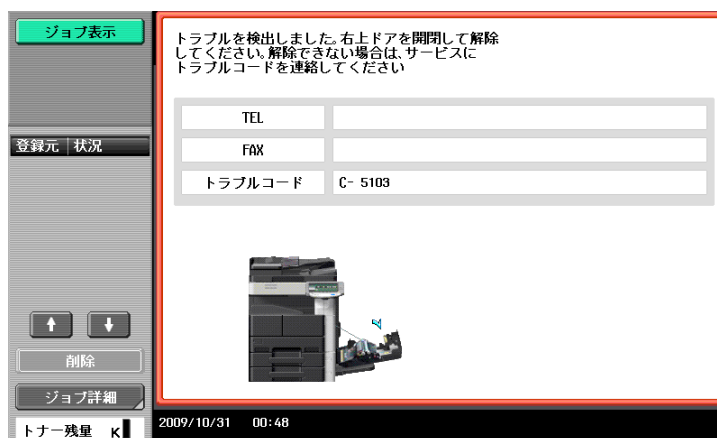 ジョブ表示
トラブルを検出しました。右上ドアを開閉して解除
してください。解除できない場合は、サービスに
トラブルコードを連絡してください
TEL
FAX
トラブルコード C- 5103
登録元 状況
削除
ジョブ詳細
トナー残量 K
2009/10/31 00:48